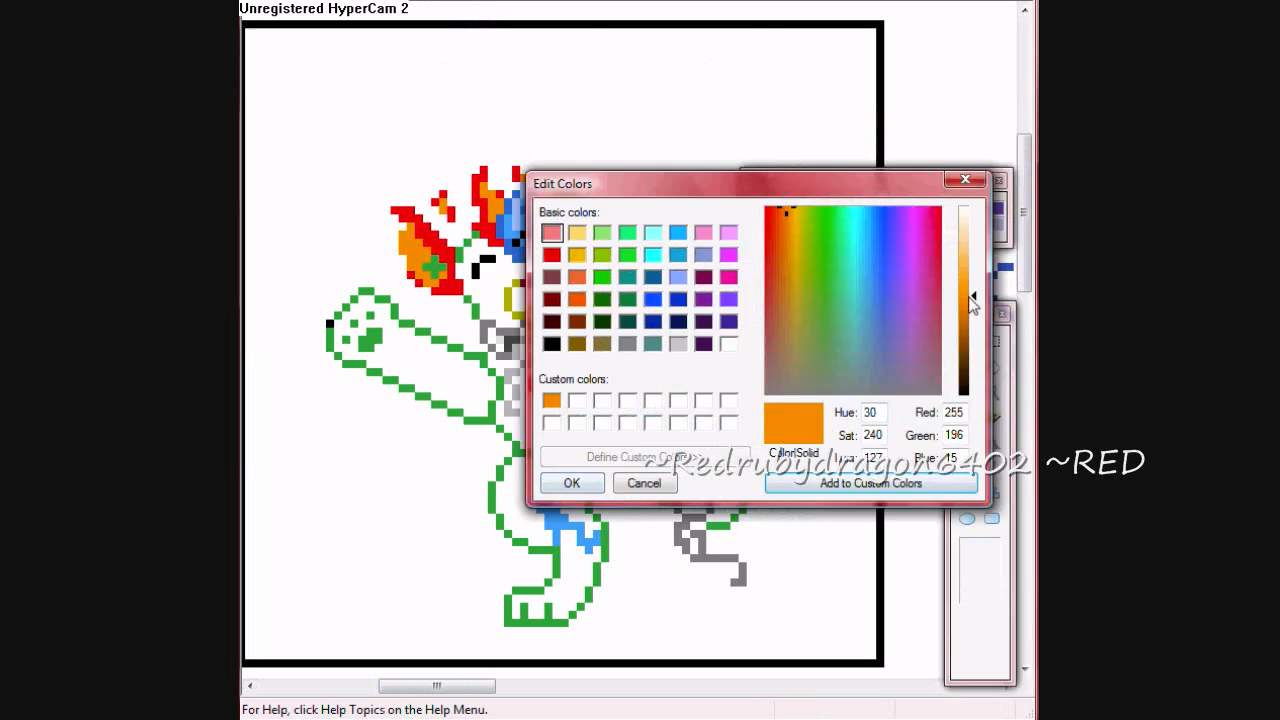 Unregistered HyperCam 2
Edit Colors
Basic colors:
Custom colors:
Define Custom Colors >>
OK
Cancel
Color|Solid
Hue: 30
Sat: 240
Red: 255
Green: 196
Blue: 15
Add to Custom Colors
~Redrubydragon6402 ~RED
For Help, click Help Topics on the Help Menu.